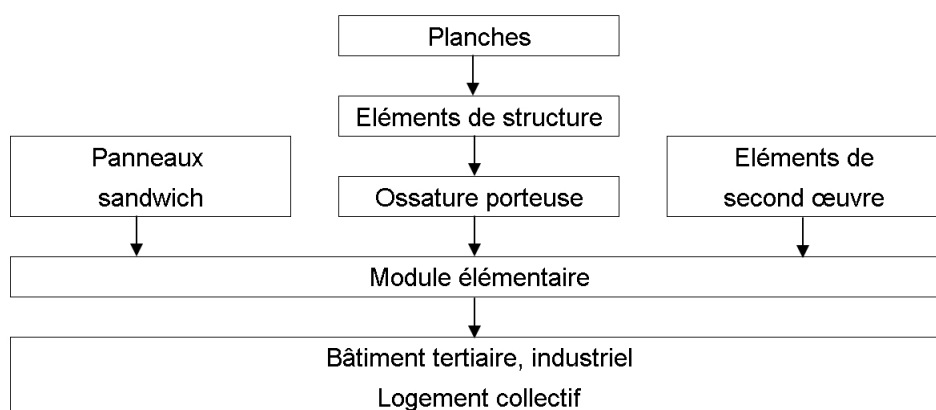 Planches
Eléments de structure
Panneaux
sandwich
Ossature porteuse
Eléments de
second œuvre
Module élémentaire
Bâtiment tertiaire, industriel
Logement collectif